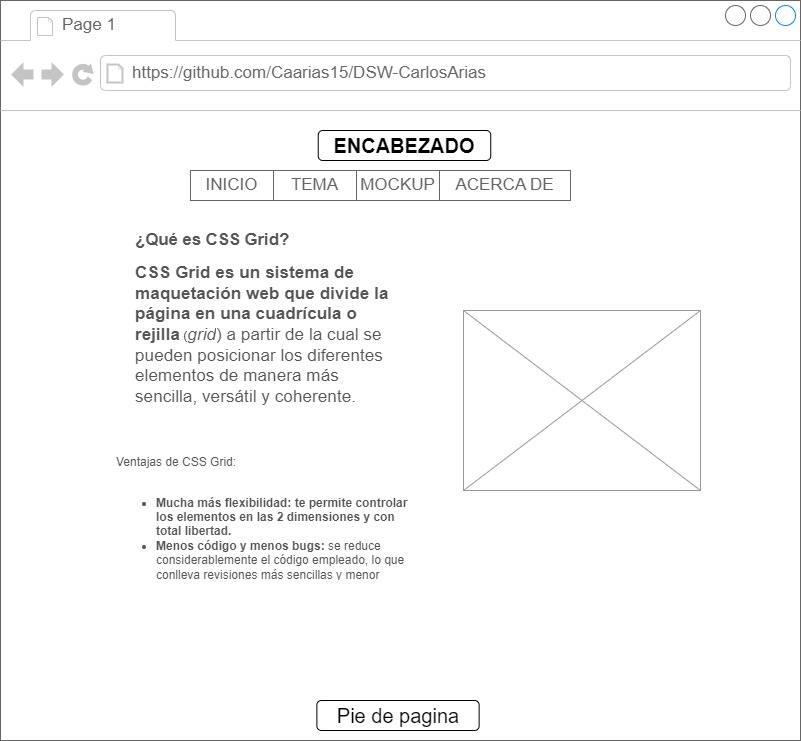 Page 1
https://github.com/Caarias15/DSW-CarlosArias
ENCABEZADO
INICIO TEMA MOCKUP ACERCA DE
¿Qué es CSS Grid?
CSS Grid es un sistema de
maquetación web que divide la
página en una cuadrícula o
rejilla (grid) a partir de la cual se
pueden posicionar los diferentes
elementos de manera más
sencilla, versátil y coherente.
Ventajas de CSS Grid:
• Mucha más flexibilidad: te permite controlar
los elementos en las 2 dimensiones y con
total libertad.
• Menos código y menos bugs: se reduce
considerablemente el código empleado, lo que
conlleva revisiones más sencillas y menor
Pie de pagina